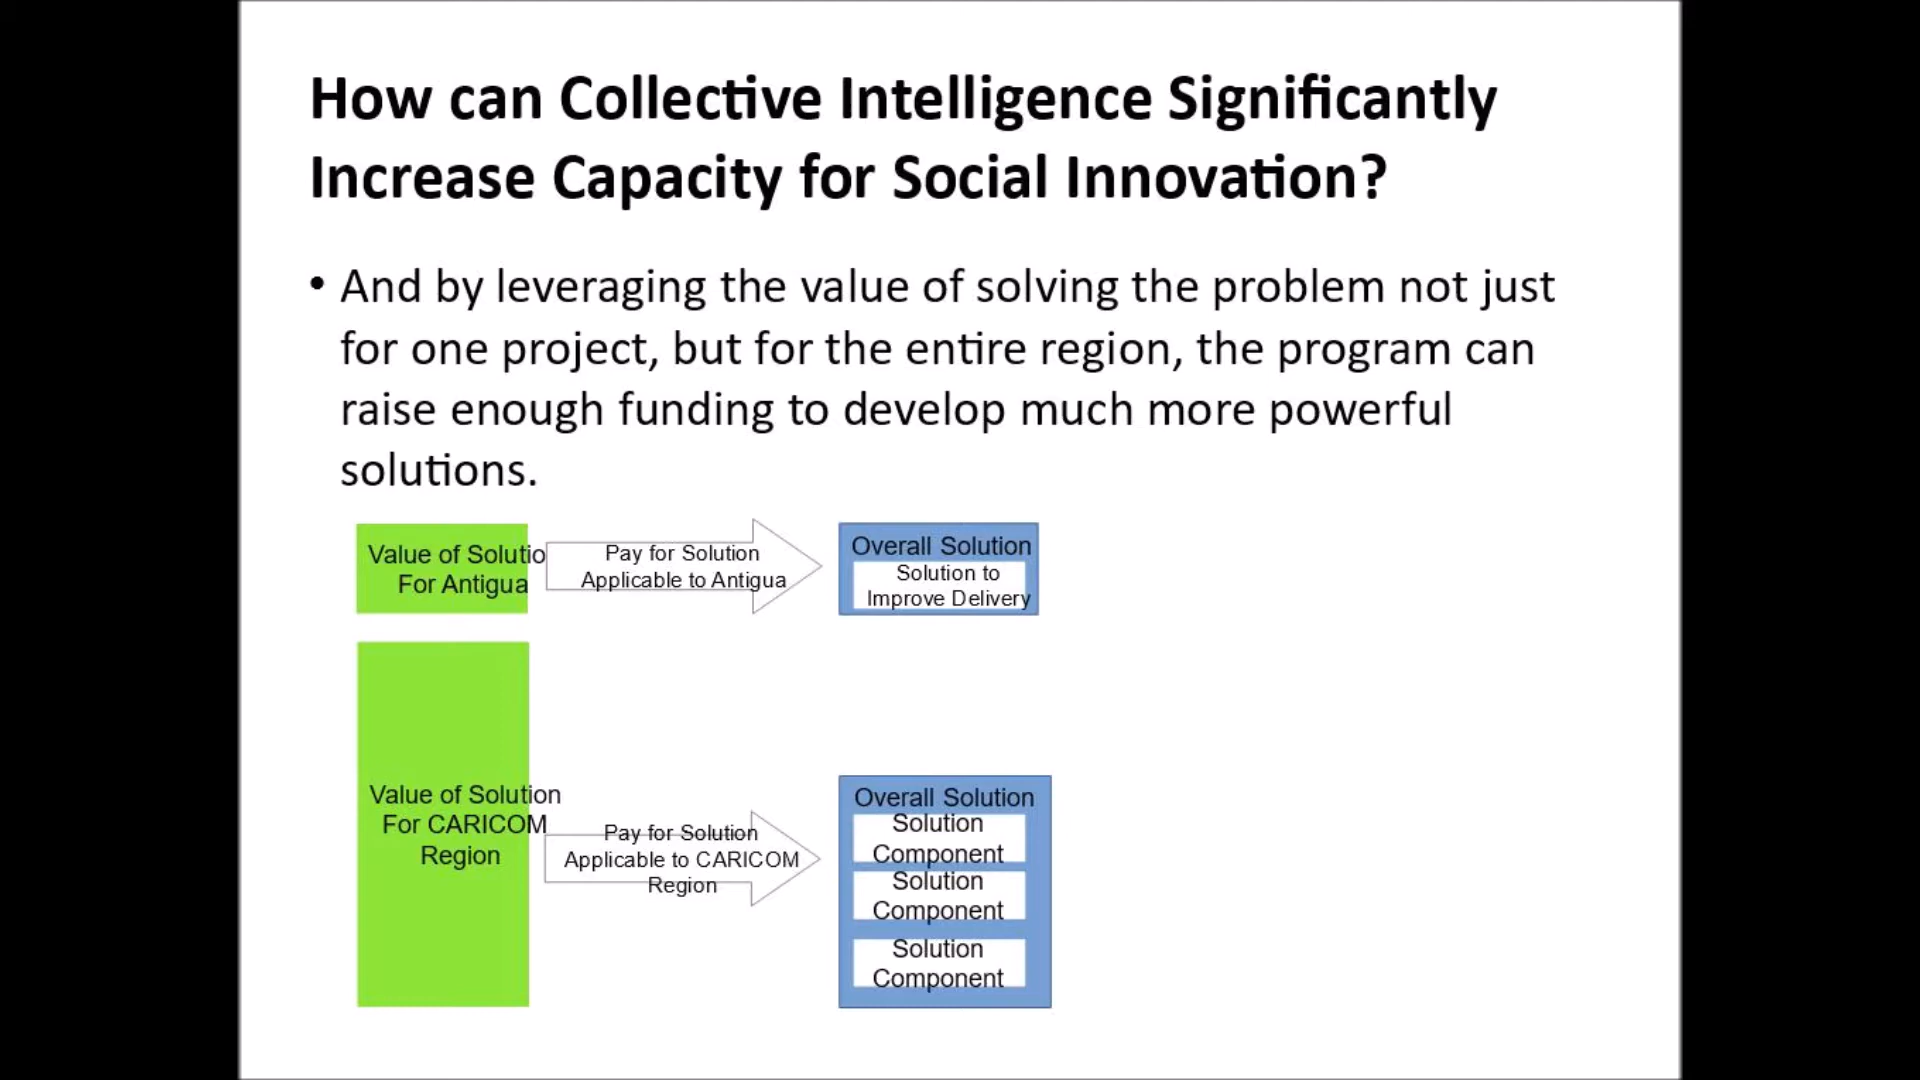 How can Collective Intelligence Significantly
Increase Capacity for Social Innovation?
• And by leveraging the value of solving the problem not just
for one project, but for the entire region, the program can
raise enough funding to develop much more powerful
solutions.
Value of Solutio
For Antigua
Pay for Solution
Applicable to Antigua
Overall Solution
Solution to
Improve Delivery
Value of Solution
For CARICOM
Region
Pay for Solution
Applicable to CARICOM
Region
Overall Solution
Solution
Component
Solution
Component
Solution
Component